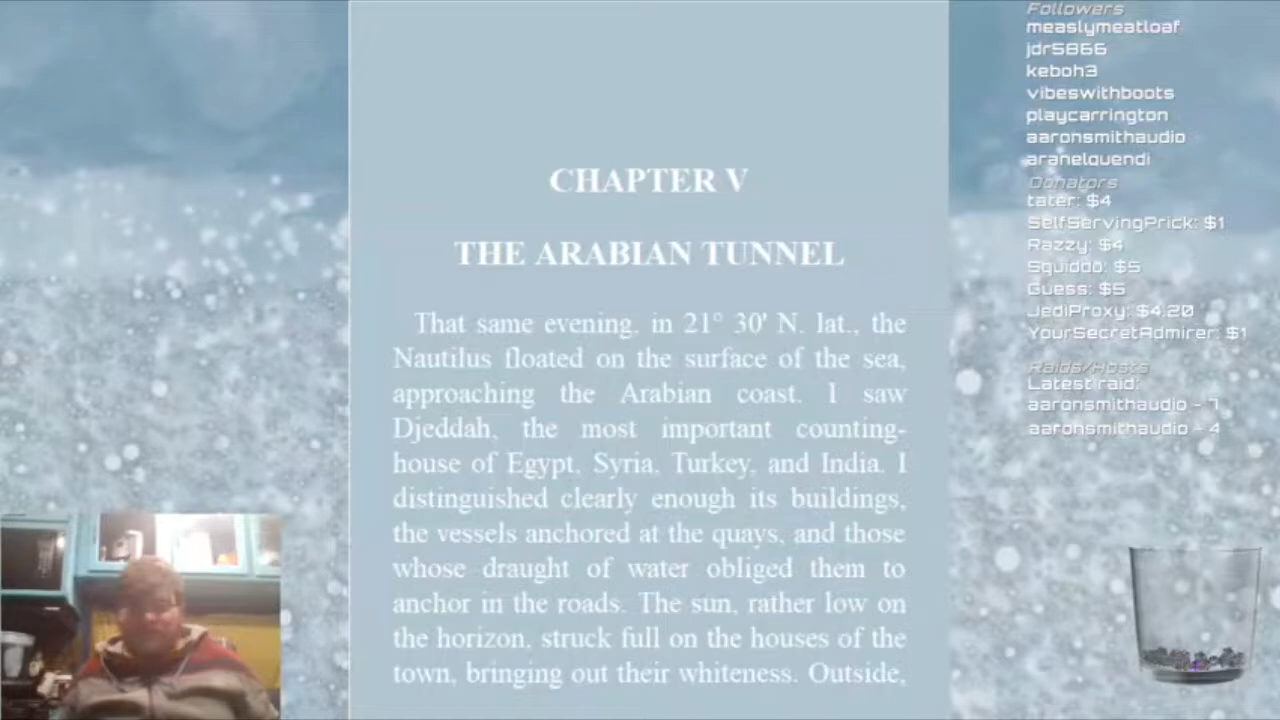 CHAPTER V
THE ARABIAN TUNNEL
That same evening, in 21° 30' N. lat., the
Nautilus floated on the surface of the sea,
approaching the Arabian coast. I saw
Djeddah, the most important counting-
house of Egypt, Syria, Turkey, and India. I
distinguished clearly enough its buildings,
the vessels anchored at the quays, and those
whose draught of water obliged them to
anchor in the roads. The sun, rather low on
the horizon, struck full on the houses of the
town, bringing out their whiteness. Outside,
Followers
measlymeatloaf
jdr5866
keboh3
vibeswithboots
playcarrington
aaronsmithaudio
aranelquendi
Donators
tater: $4
SelfServingPrick: $1
Razzy: $4
Squiddo: $5
Guess: $5
JediProxy: $4.20
YourSecretAdmirer: $1
Raids/Hosts
Latest raid:
aaronsmithaudio - 7
aaronsmithaudio - 4